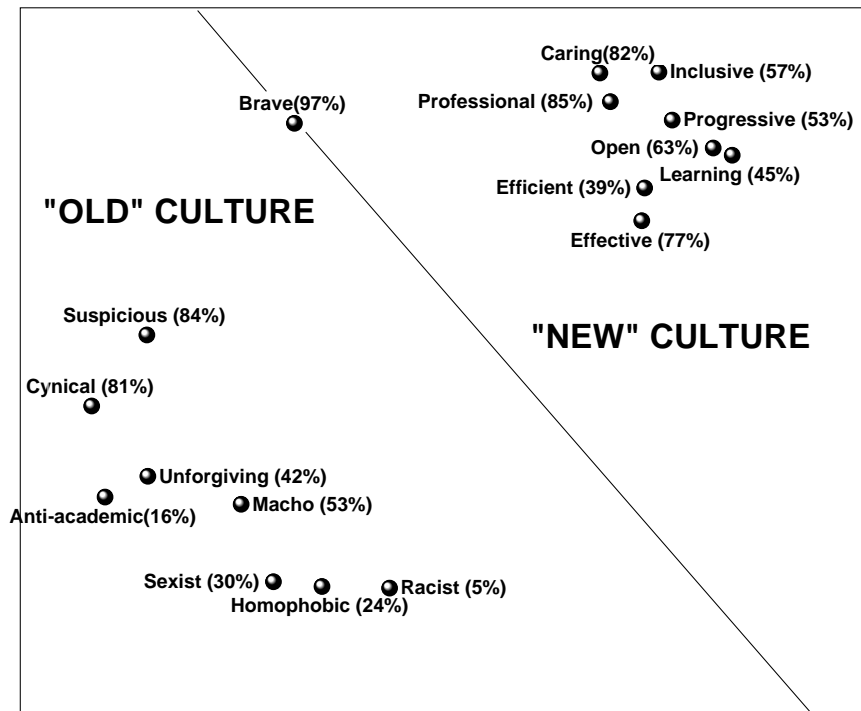 Caring(82%)
Inclusive (57%)
Brave(97%)
Professional (85%)
Progressive (53%)
Open (63%)
Learning (45%)
Efficient (39%)
"OLD" CULTURE
Effective (77%)
Suspicious (84%)
"NEW" CULTURE
Cynical (81%)
Unforgiving (42%)
Macho (53%)
Anti-academic(16%)
Sexist (30%)
Racist (5%)
Homophobic (24%)